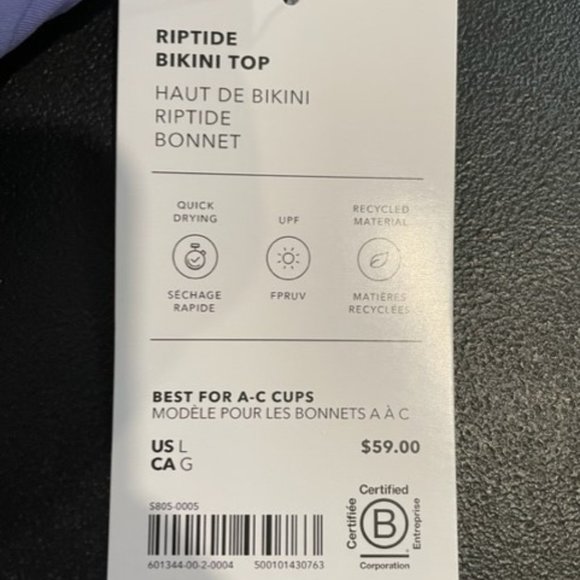 RIPTIDE
BIKINI TOP
HAUT DE BIKINI
RIPTIDE
BONNET
QUICK
DRYING
SÉCHAGE
RAPIDE
UPF
FPRUV
RECYCLED
MATERIAL
MATIÈRES
RECYCLÉES
BEST FOR A-C CUPS
MODÈLE POUR LES BONNETS A À C
US L
CA G
$59.00
S805-0005
601344-00-2-0004 500101430763
Certified
Certifiée
B
Entreprise
Corporation